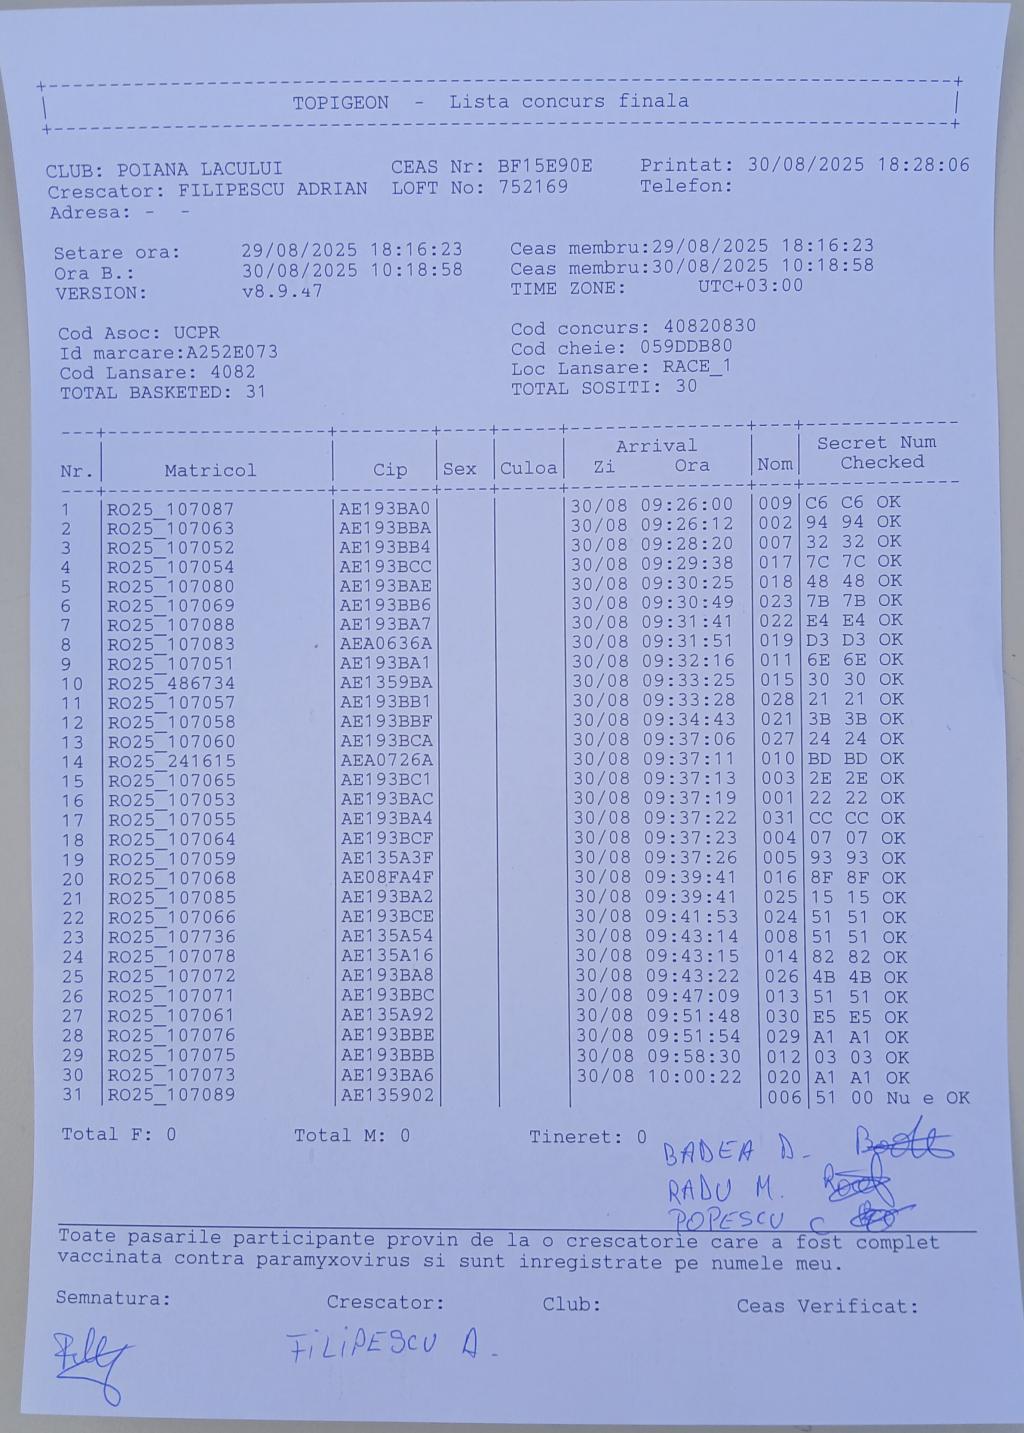 TOPIGEON - Lista concurs finala
CLUB: POIANA LACULUI CEAS Nr: BF15E90E Printat: 30/08/2025 18:28:06
Crescator: FILIPESCU ADRIAN LOFT No: 752169 Telefon:
Adresa: - -
Setare ora: 29/08/2025 18:16:23 Ceas membru:29/08/2025 18:16:23
Ora B.: 30/08/2025 10:18:58 Ceas membru:30/08/2025 10:18:58
VERSION: v8.9.47 TIME ZONE: UTC+03:00
Cod Asoc: UCPR Cod concurs: 40820830
Id marcare:A252E073 Cod cheie: 059DDB80
Cod Lansare: 4082 Loc Lansare: RACE_1
TOTAL BASKETED: 31 TOTAL SOSITI: 30
Arrival Secret Num
Nr. Matricol Cip Sex Culoa Zi Ora Nom Checked
1 RO25_107087 AE193BA0 30/08 09:26:00 009 C6 C6 OK
2 RO25_107063 AE193BBA 30/08 09:26:12 002 94 94 OK
3 RO25_107052 AE193BB4 30/08 09:28:20 007 32 32 OK
4 RO25_107054 AE193BCC 30/08 09:29:38 017 7C 7C OK
5 RO25_107080 AE193BAE 30/08 09:30:25 018 48 48 OK
6 RO25_107069 AE193BB6 30/08 09:30:49 023 7B 7B OK
7 RO25_107088 AE193BA7 30/08 09:31:41 022 E4 E4 OK
8 RO25_107083 AEA0636A 30/08 09:31:51 019 D3 D3 OK
9 RO25_107051 AE193BA1 30/08 09:32:16 011 6E 6E OK
10 RO25_486734 AE1359BA 30/08 09:33:25 015 30 30 OK
11 RO25_107057 AE193BB1 30/08 09:33:28 028 21 21 OK
12 RO25_107058 AE193BBF 30/08 09:34:43 021 3B 3B OK
13 RO25_107060 AE193BCA 30/08 09:37:06 027 24 24 OK
14 RO25_241615 AEA0726A 30/08 09:37:11 010 BD BD OK
15 RO25_107065 AE193BC1 30/08 09:37:13 003 2E 2E OK
16 RO25_107053 AE193BAC 30/08 09:37:19 001 22 22 OK
17 RO25_107055 AE193BA4 30/08 09:37:22 031 CC CC OK
18 RO25_107064 AE193BCF 30/08 09:37:23 004 07 07 OK
19 RO25_107059 AE135A3F 30/08 09:37:26 005 93 93 OK
20 RO25_107068 AE08FA4F 30/08 09:39:41 016 8F 8F OK
21 RO25_107085 AE193BA2 30/08 09:39:41 025 15 15 OK
22 RO25_107066 AE193BCE 30/08 09:41:53 024 51 51 OK
23 RO25_107736 AE135A54 30/08 09:43:14 008 51 51 OK
24 RO25_107078 AE135A16 30/08 09:43:15 014 82 82 OK
25 RO25_107072 AE193BA8 30/08 09:43:22 026 4B 4B OK
26 RO25_107071 AE193BBC 30/08 09:47:09 013 51 51 OK
27 RO25_107061 AE135A92 30/08 09:51:48 030 E5 E5 OK
28 RO25_107076 AE193BBE 30/08 09:51:54 029 A1 A1 OK
29 RO25_107075 AE193BBB 30/08 09:58:30 012 03 03 OK
30 RO25_107073 AE193BA6 30/08 10:00:22 020 A1 A1 OK
31 RO25_107089 AE135902 006 51 00 Nu e OK
Total F: 0 Total M: 0 Tineret: 0
BADEA D.
RADU M.
POPESCU C
Toate pasarile participante provin de la o crescatorie care a fost complet
vaccinata contra paramyxovirus si sunt inregistrate pe numele meu.
Semnatura: Crescator: Club: Ceas Verificat:
FILIPESCU A.